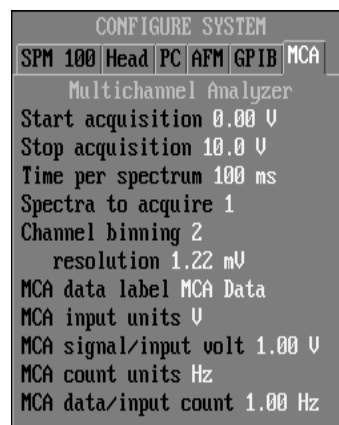 CONFIGURE SYSTEM
SPM 100 Head PC AFM GPIB MCA
Multichannel Analyzer
Start acquisition 0.00 V
Stop acquisition 10.0 V
Time per spectrum 100 ms
Spectra to acquire 1
Channel binning 2
resolution 1.22 mV
MCA data label MCA Data
MCA input units V
MCA signal/input volt 1.00 V
MCA count units Hz
MCA data/input count 1.00 Hz